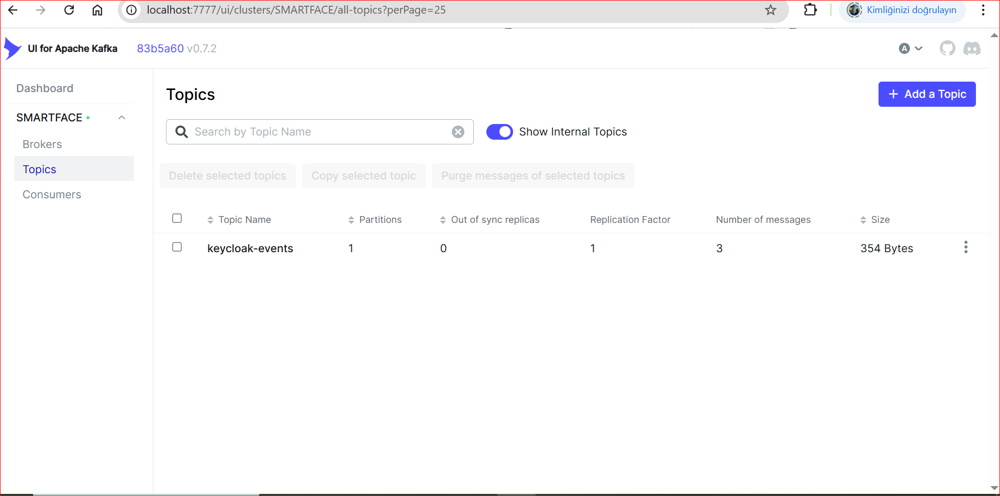 localhost:7777/ui/clusters/SMARTFACE/all-topics?perPage=25
Kimliğinizi doğrulayın
UI for Apache Kafka
83b5a60 v0.7.2
A
Dashboard
SMARTFACE
Brokers
Topics
Consumers
Topics
+ Add a Topic
Search by Topic Name
Show Internal Topics
Delete selected topics
Copy selected topic
Purge messages of selected topics
Topic Name Partitions Out of sync replicas Replication Factor Number of messages Size
keycloak-events 1 0 1 3 354 Bytes